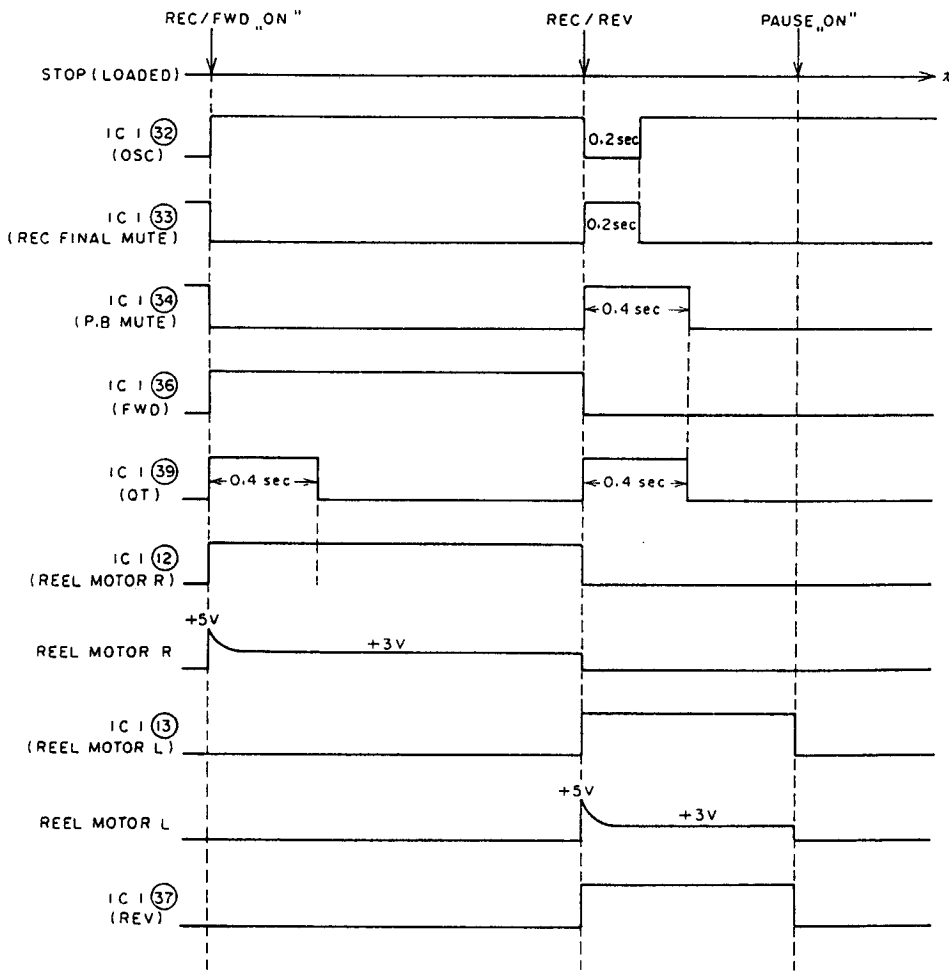 REC/FWD „ON”
REC/REV
PAUSE „ON”
STOP (LOADED)
IC 1 32
(OSC)
0.2 sec
IC 1 33
(REC FINAL MUTE)
0.2 sec
IC 1 34
(P.B MUTE)
0.4 sec
IC 1 36
(FWD)
IC 1 39
(OT)
0.4 sec
0.4 sec
IC 1 12
(REEL MOTOR R)
+5V
REEL MOTOR R
+3V
IC 1 13
(REEL MOTOR L)
+5V
REEL MOTOR L
+3V
IC 1 37
(REV)